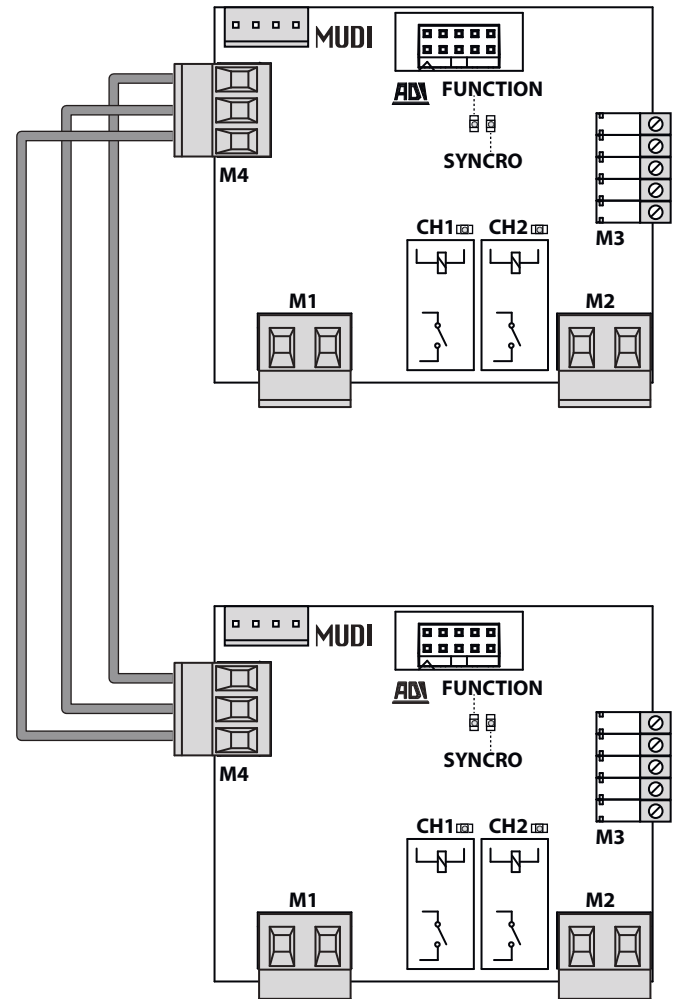 MUDI
ADI FUNCTION
M4
SYNCRO
M3
CH1 CH2
M1
M2
MUDI
ADI FUNCTION
M4
SYNCRO
M3
CH1 CH2
M1
M2